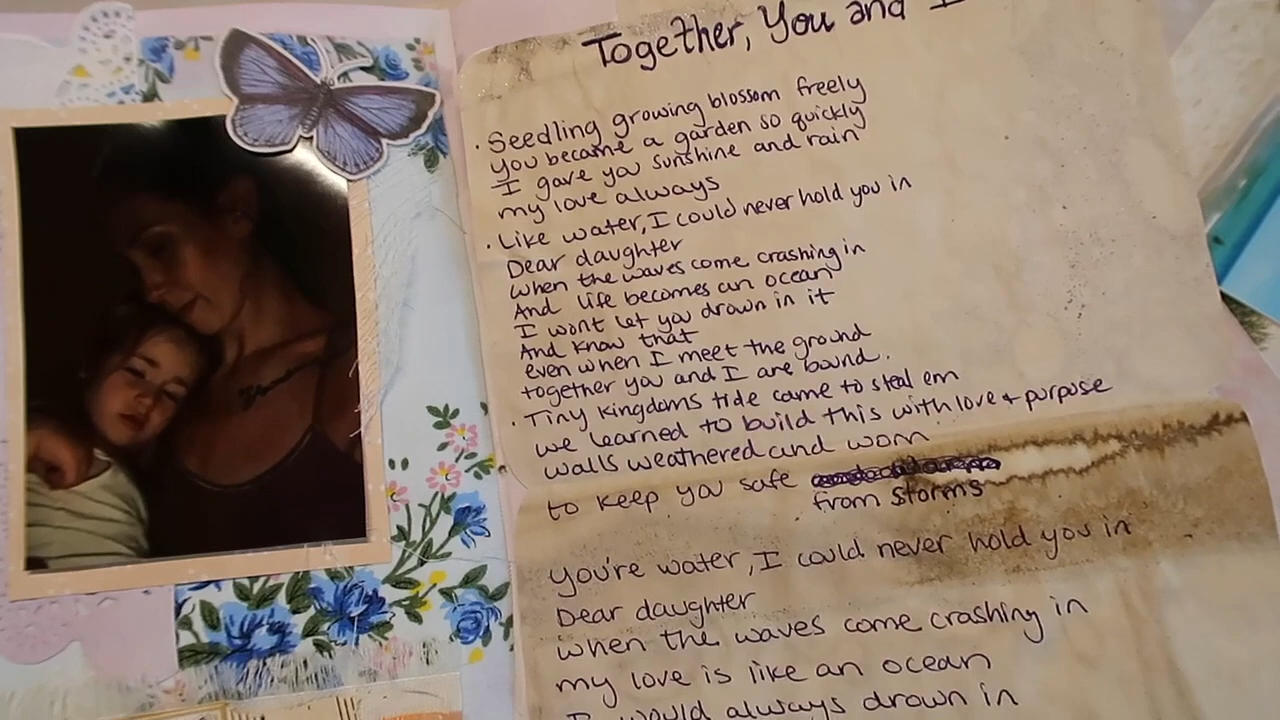 Together, You and I
· Seedling growing blossom freely
you became a garden so quickly
I gave you sunshine and rain
my love always
· Like water, I could never hold you in
Dear daughter
when the waves come crashing in
And life becomes an ocean
I wont let you drown in it
And know that
even when I meet the ground
together you and I are bound.
· Tiny Kingdoms tide came to steal em
we learned to build this with love + purpose
walls weathered and worn
to keep you safe
from storms
you're water, I could never hold you in
Dear daughter
when the waves come crashing in
my love is like an ocean
I would always drown in